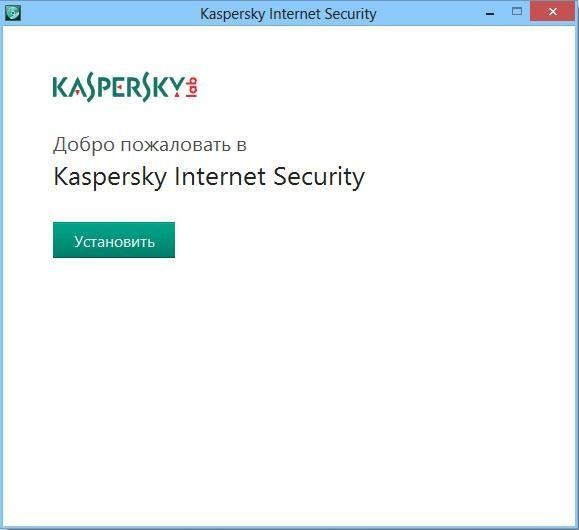 Kaspersky Internet Security
KASPERSKY lab
Добро пожаловать в
Kaspersky Internet Security
Установить